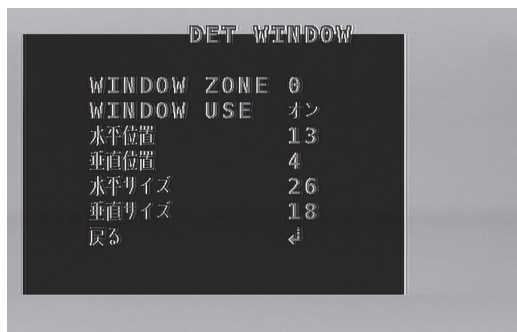 DET WINDOW
WINDOW ZONE 0
WINDOW USE オン
水平位置 13
垂直位置 4
水平サイズ 26
垂直サイズ 18
戻る ↲